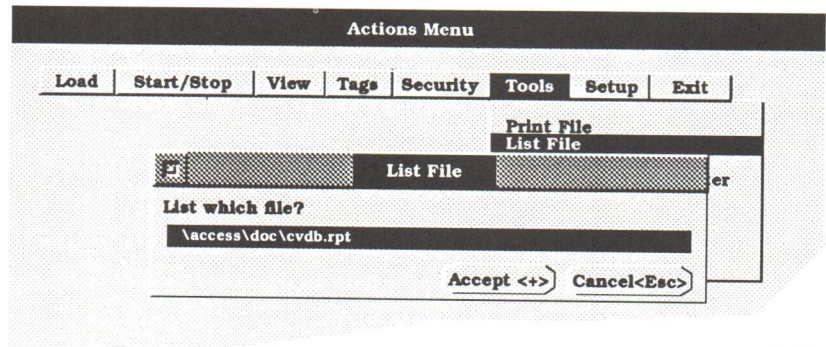 Actions Menu
Load Start/Stop View Tags Security Tools Setup Exit
Print File
List File
List File
er
List which file?
\access\doc\cvdb.rpt
Accept <+> Cancel<Esc>